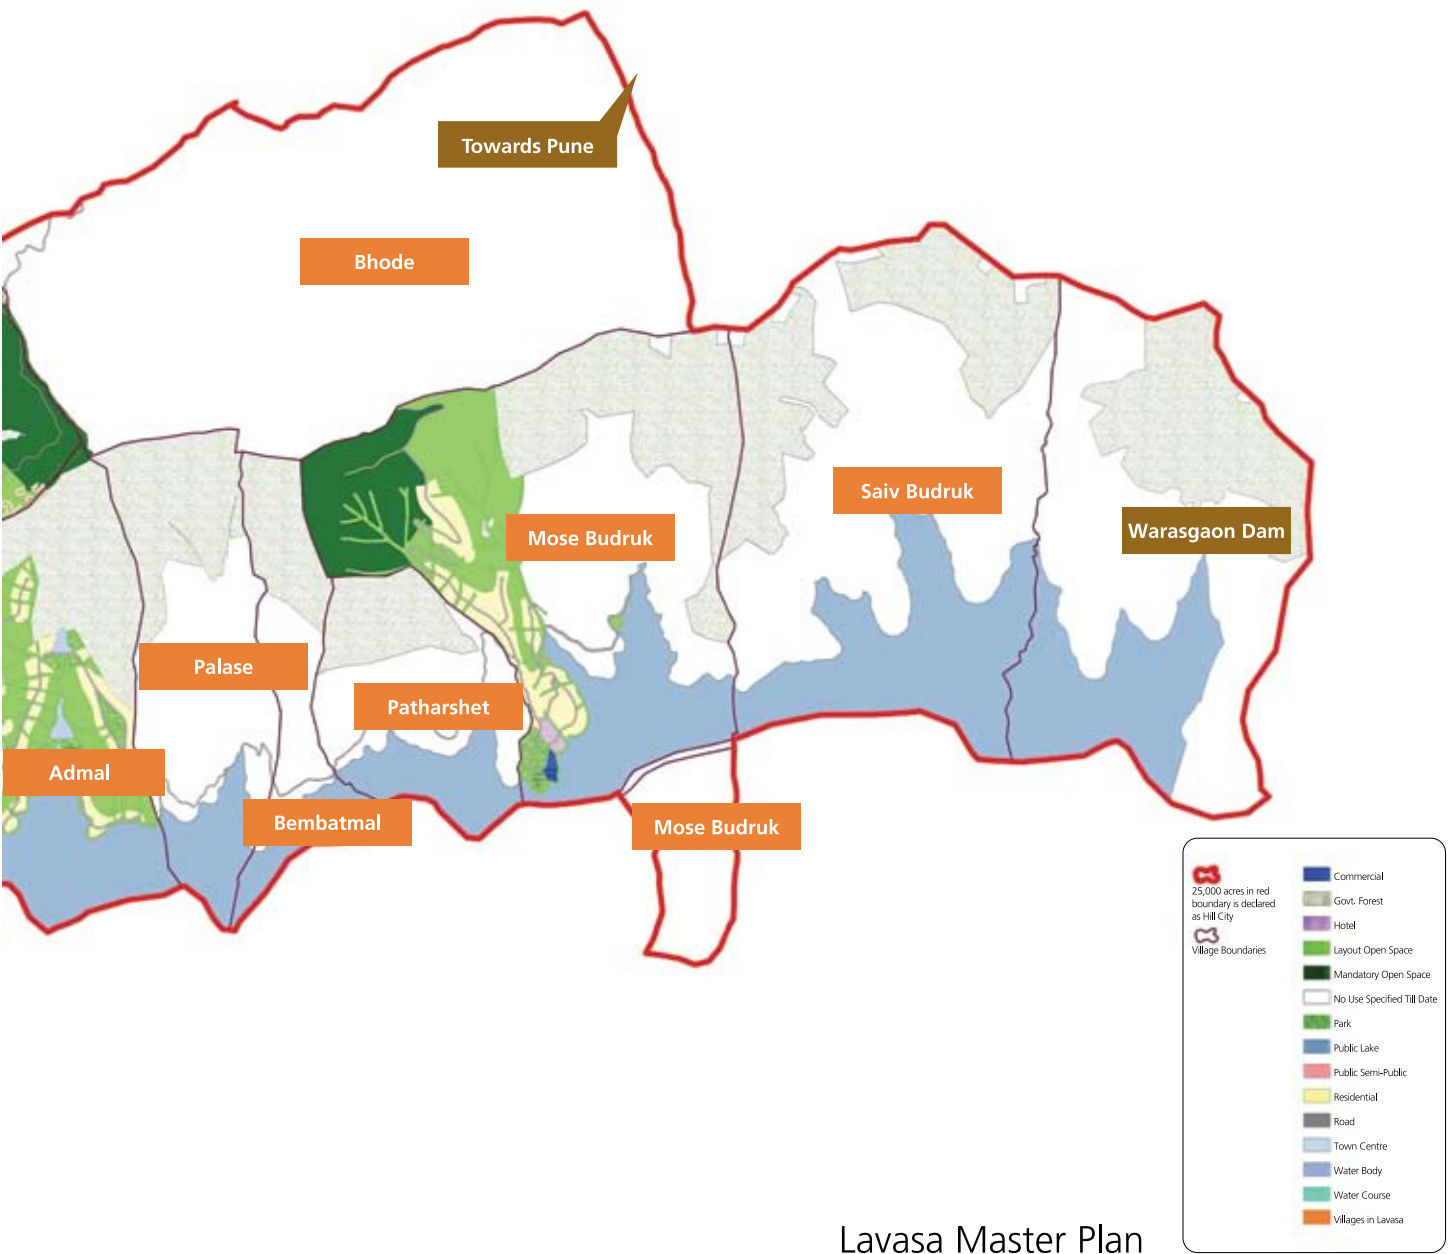 Towards Pune
Bhode
Saiv Budruk
Mose Budruk
Warasgaon Dam
Palase
Patharshet
Admal
Bembatmal
Mose Budruk
25,000 acres in red
boundary is declared
as Hill City
Village Boundaries
Commercial
Govt. Forest
Hotel
Layout Open Space
Mandatory Open Space
No Use Specified Till Date
Park
Public Lake
Public Semi-Public
Residential
Road
Town Centre
Water Body
Water Course
Villages in Lavasa
Lavasa Master Plan